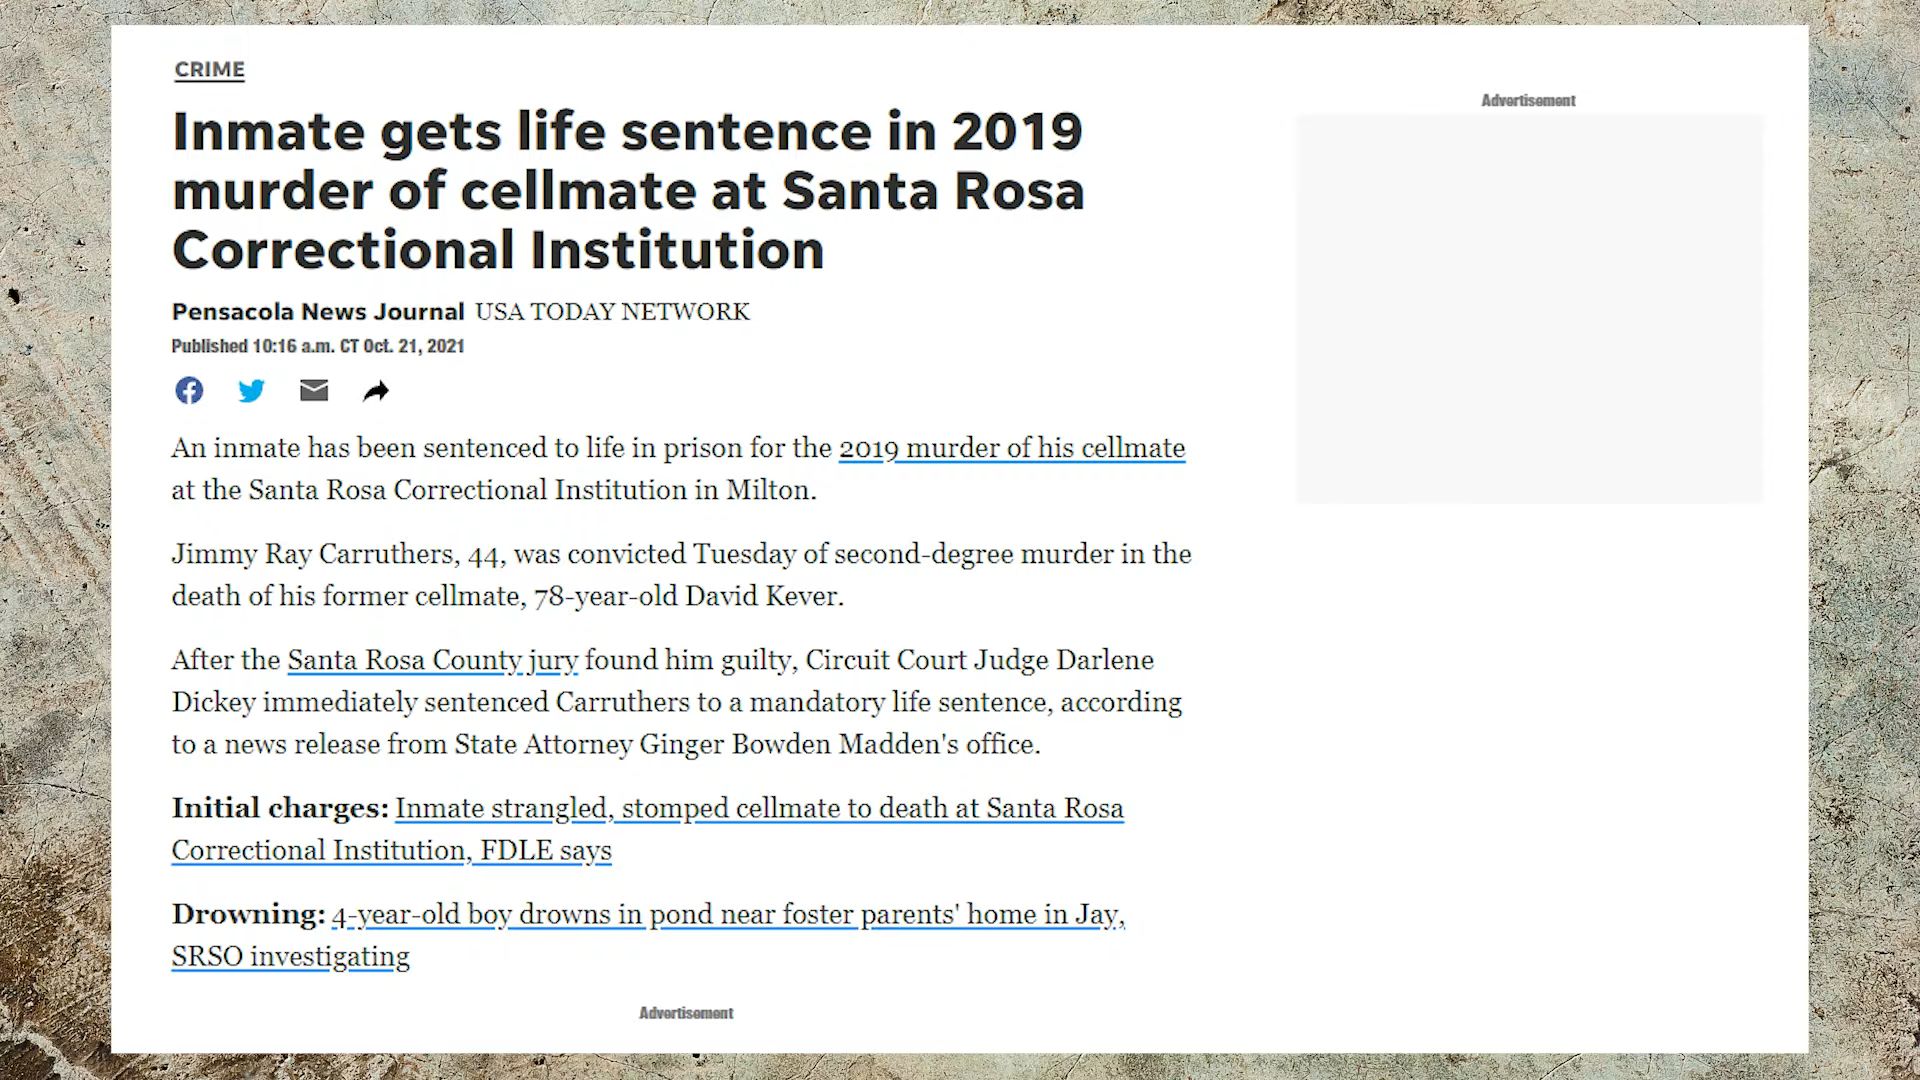 CRIME
Inmate gets life sentence in 2019
murder of cellmate at Santa Rosa
Correctional Institution
Pensacola News Journal USA TODAY NETWORK
Published 10:16 a.m. CT Oct. 21, 2021
An inmate has been sentenced to life in prison for the 2019 murder of his cellmate
at the Santa Rosa Correctional Institution in Milton.
Jimmy Ray Carruthers, 44, was convicted Tuesday of second-degree murder in the
death of his former cellmate, 78-year-old David Kever.
After the Santa Rosa County jury found him guilty, Circuit Court Judge Darlene
Dickey immediately sentenced Carruthers to a mandatory life sentence, according
to a news release from State Attorney Ginger Bowden Madden's office.
Initial charges: Inmate strangled, stomped cellmate to death at Santa Rosa
Correctional Institution, FDLE says
Drowning: 4-year-old boy drowns in pond near foster parents' home in Jay,
SRSO investigating
Advertisement
Advertisement